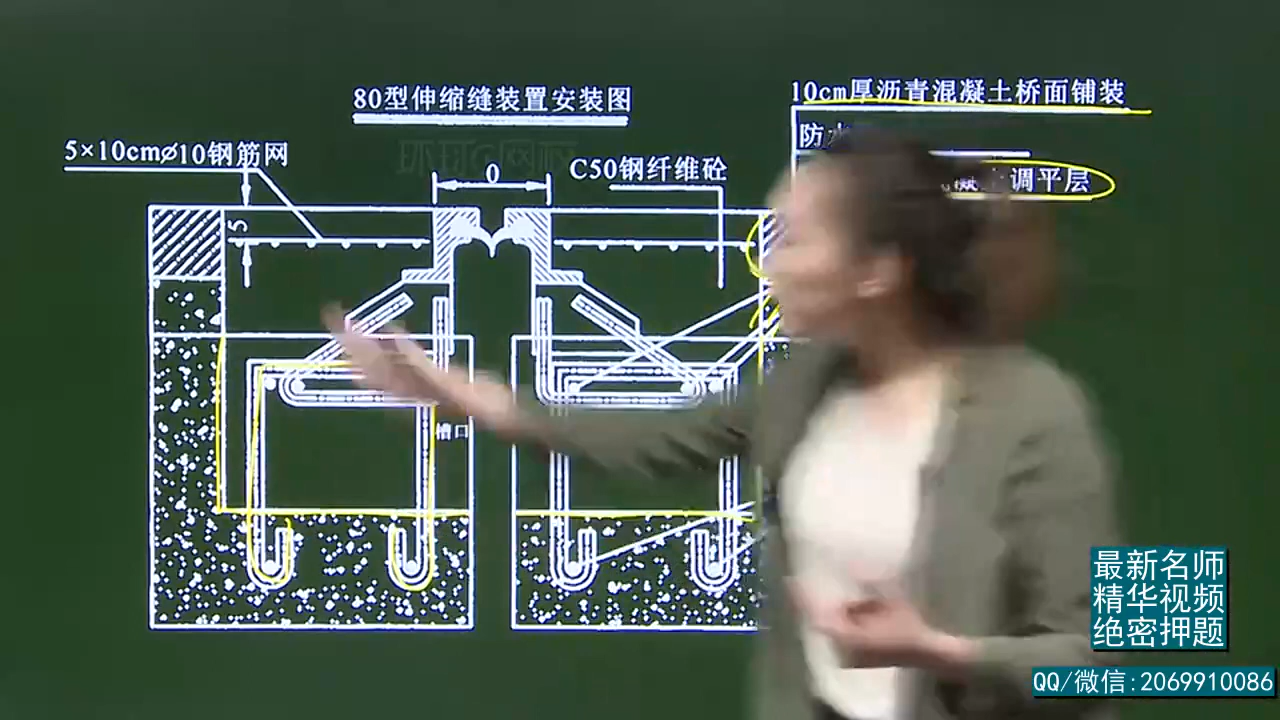 80型伸缩缝装置安装图
10cm厚沥青混凝土桥面铺装
5×10cmø10钢筋网
防水
C50钢纤维砼
0
凝
调平层
5
槽口
最新名师
精华视频
绝密押题
QQ/微信:2069910086